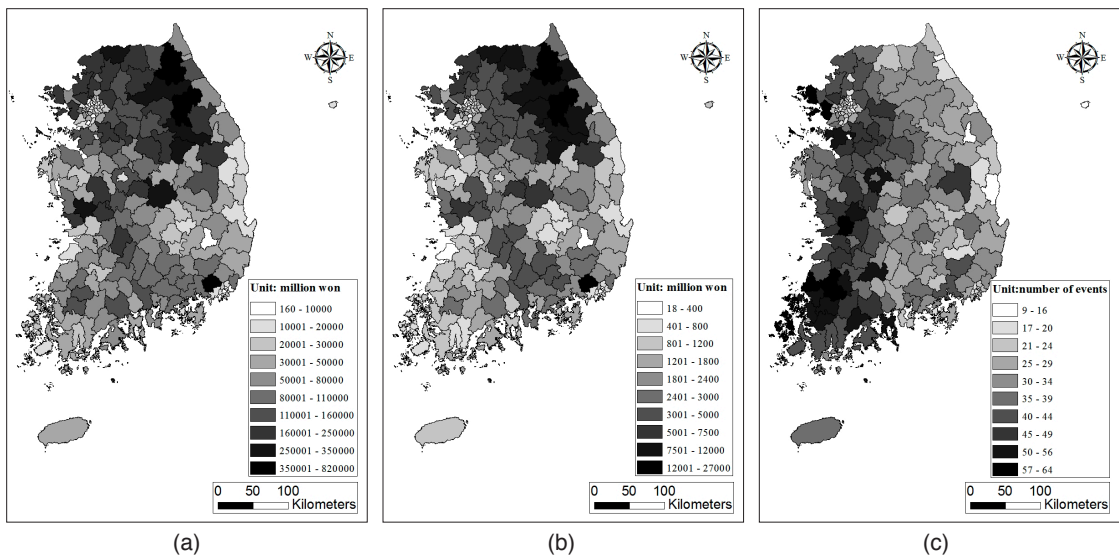 N
W E
S
Unit: million won
160 - 10000
10001 - 20000
20001 - 30000
30001 - 50000
50001 - 80000
80001 - 110000
110001 - 160000
160001 - 250000
250001 - 350000
350001 - 820000
0 50 100
Kilometers
(a)
N
W E
S
Unit: million won
18 - 400
401 - 800
801 - 1200
1201 - 1800
1801 - 2400
2401 - 3000
3001 - 5000
5001 - 7500
7501 - 12000
12001 - 27000
0 50 100
Kilometers
(b)
N
W E
S
Unit:number of events
9 - 16
17 - 20
21 - 24
25 - 29
30 - 34
35 - 39
40 - 44
45 - 49
50 - 56
57 - 64
0 50 100
Kilometers
(c)